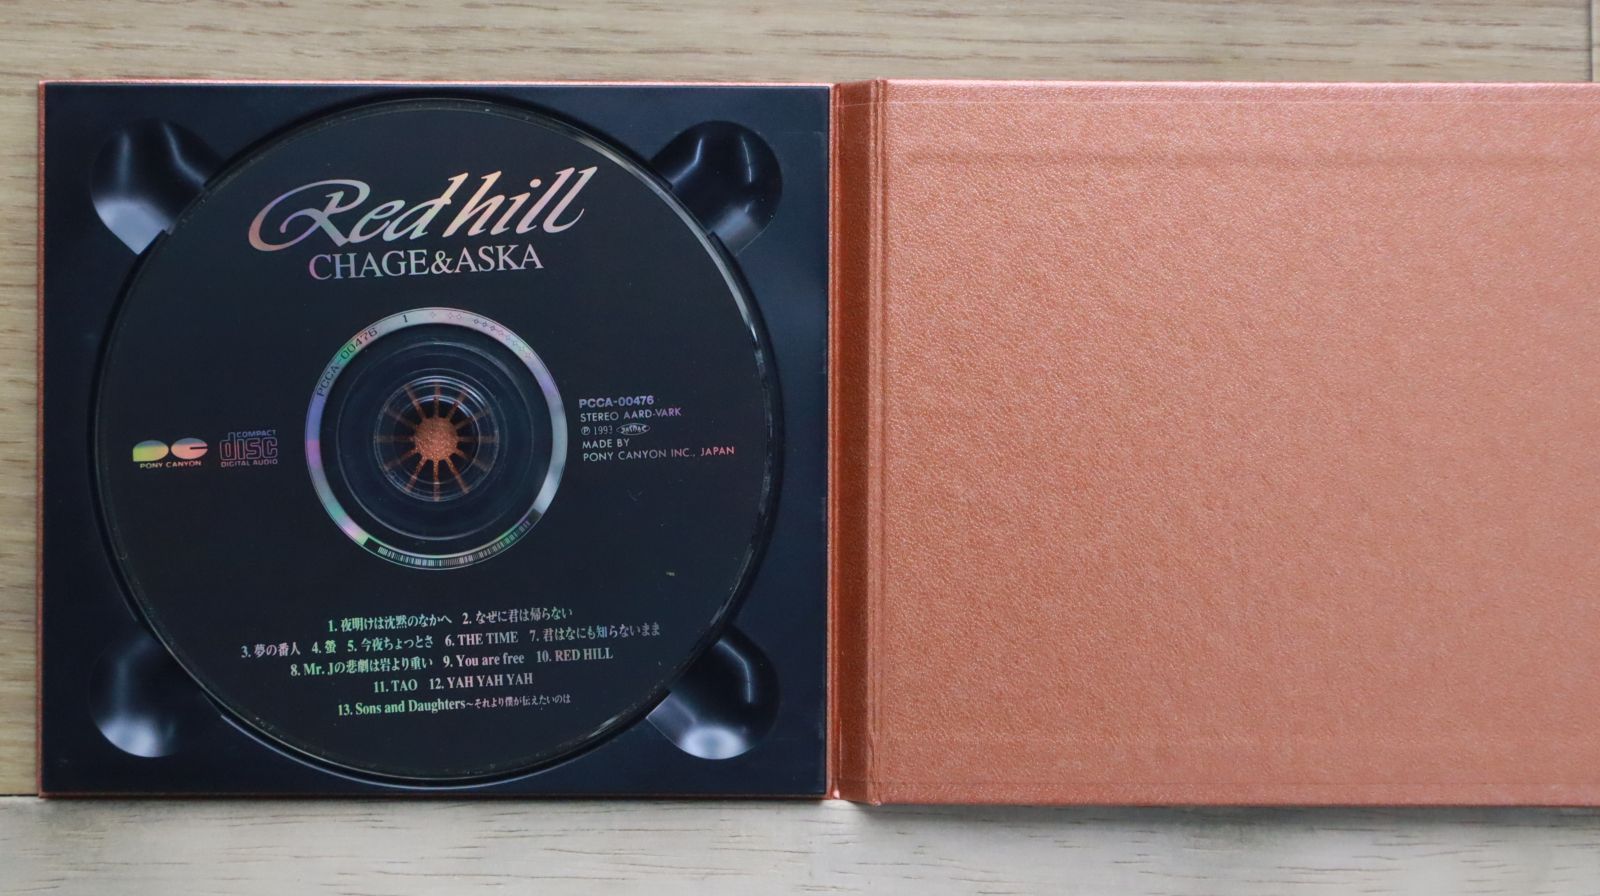 Red hill
CHAGE&ASKA
PCCA-00476 1
PCCA-00476
STEREO AARD-VARK
Ⓟ 1993
MADE BY
PONY CANYON INC., JAPAN
PONY CANYON
COMPACT
disc
DIGITAL AUDIO
1. 夜明けは沈黙のなかへ 2. なぜに君は帰らない
3. 夢の番人 4. 螢 5. 今夜ちょっとさ 6. THE TIME 7. 君はなにも知らないまま
8. Mr. Jの悲劇は岩より重い 9. You are free 10. RED HILL
11. TAO 12. YAH YAH YAH
13. Sons and Daughters〜それより僕が伝えたいのは